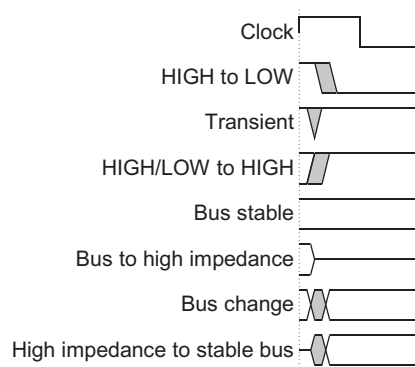 Clock
HIGH to LOW
Transient
HIGH/LOW to HIGH
Bus stable
Bus to high impedance
Bus change
High impedance to stable bus